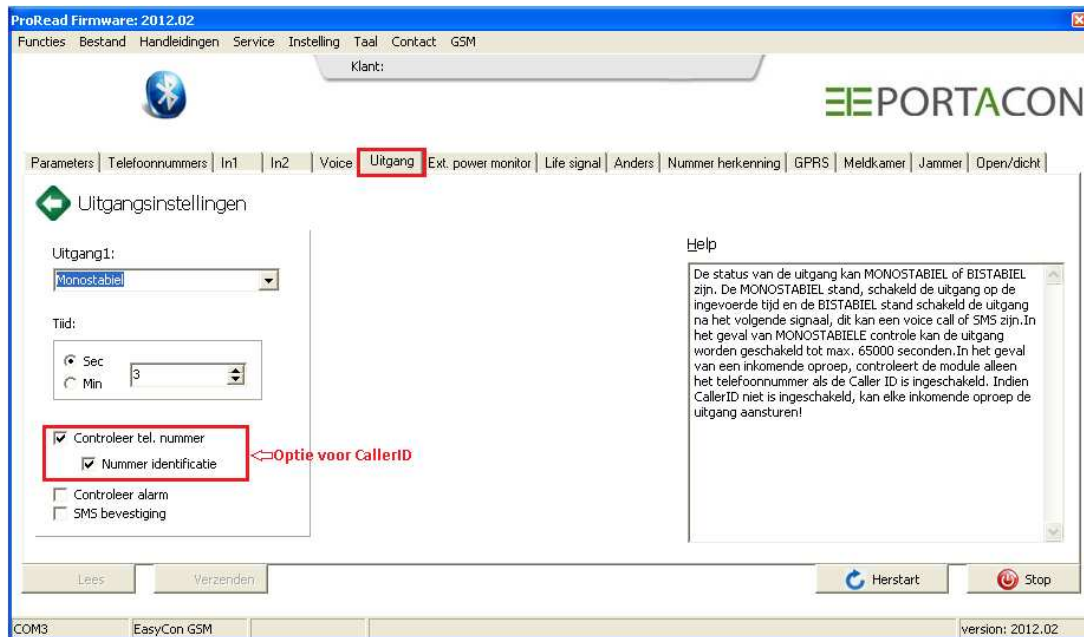 ProRead Firmware: 2012.02
Functies Bestand Handleidingen Service Instelling Taal Contact GSM
Klant:
PORTACON
Parameters Telefoonnummers In1 In2 Voice Uitgang Ext. power monitor Life signal Anders Nummer herkenning GPRS Meldkamer Jammer Open/dicht
Uitgangsinstellingen
Uitgang1:
Monostabiel
Tiid:
Sec
Min
3
Controleer tel. nummer
Nummer identificatie
Optie voor CallerID
Controleer alarm
SMS bevestiging
Help
De status van de uitgang kan MONOSTABIEL of BISTABIEL
zijn. De MONOSTABIEL stand, schakeld de uitgang op de
ingevoerde tijd en de BISTABIEL stand schakeld de uitgang
na het volgende signaal, dit kan een voice call of SMS zijn.In
het geval van MONOSTABIELE controle kan de uitgang
worden geschakeld tot max. 65000 seconden.In het geval
van een inkomende oproep, controleert de module alleen
het telefoonnummer als de Caller ID is ingeschakeld. Indien
CallerID niet is ingeschakeld, kan elke inkomende oproep de
uitgang aansturen!
Lees Verzenden Herstart Stop
COM3 EasyCon GSM version: 2012.02